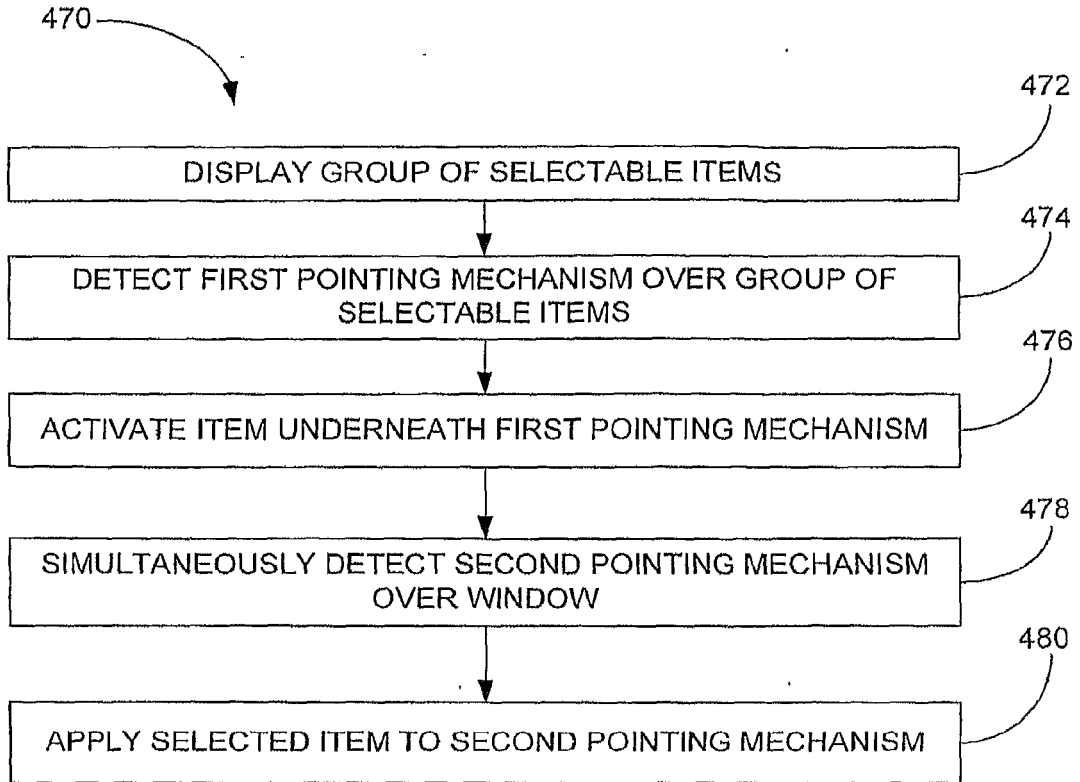 470
472
DISPLAY GROUP OF SELECTABLE ITEMS
474
DETECT FIRST POINTING MECHANISM OVER GROUP OF
SELECTABLE ITEMS
476
ACTIVATE ITEM UNDERNEATH FIRST POINTING MECHANISM
478
SIMULTANEOUSLY DETECT SECOND POINTING MECHANISM
OVER WINDOW
480
APPLY SELECTED ITEM TO SECOND POINTING MECHANISM